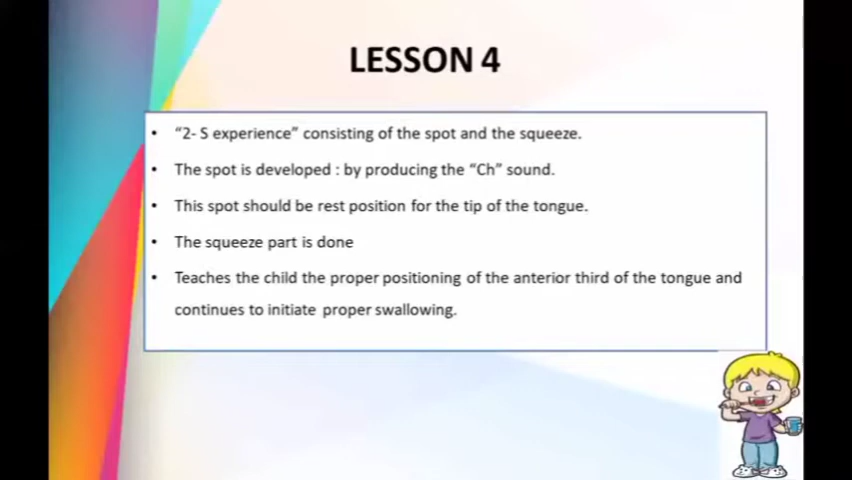 LESSON 4
• “2- S experience” consisting of the spot and the squeeze.
• The spot is developed : by producing the “Ch” sound.
• This spot should be rest position for the tip of the tongue.
• The squeeze part is done
• Teaches the child the proper positioning of the anterior third of the tongue and
continues to initiate proper swallowing.